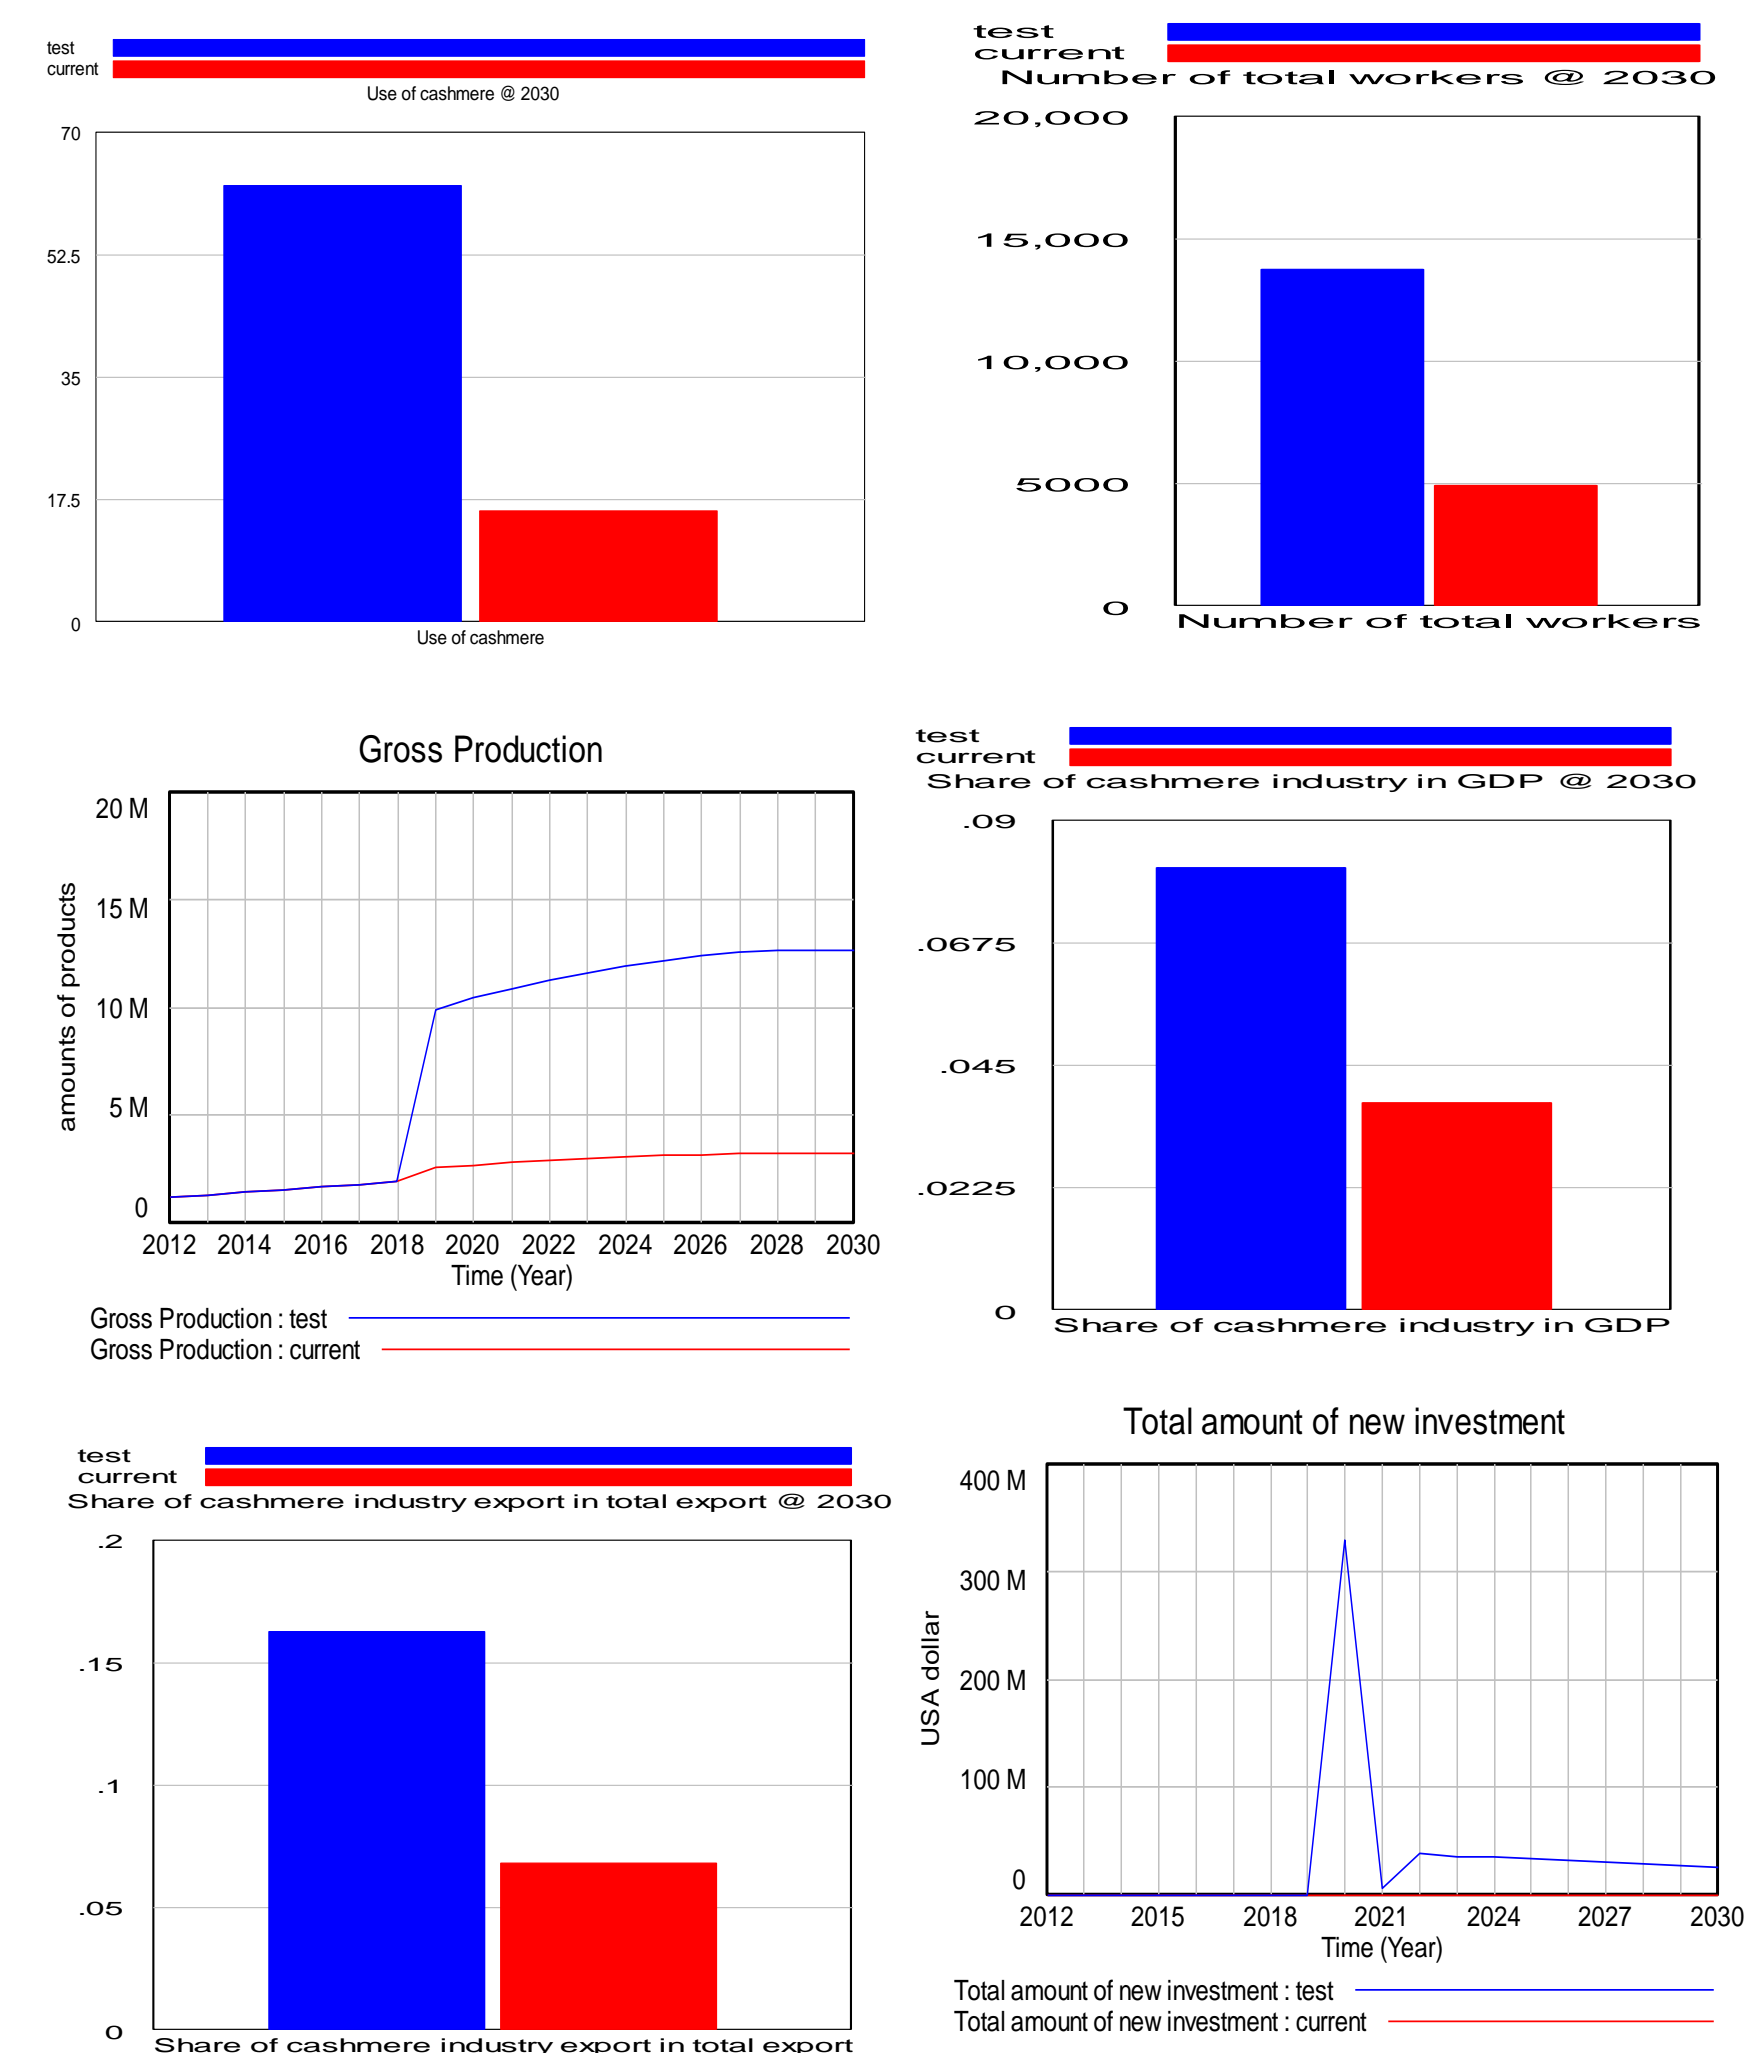 test
current
Use of cashmere @ 2030
70
52.5
35
17.5
0
Use of cashmere
test
current
Number of total workers @ 2030
20,000
15,000
10,000
5000
0
Number of total workers
Gross Production
20 M
15 M
10 M
5 M
0
amounts of products
2012 2014 2016 2018 2020 2022 2024 2026 2028 2030
Time (Year)
Gross Production : test
Gross Production : current
test
current
Share of cashmere industry in GDP @ 2030
.09
.0675
.045
.0225
0
Share of cashmere industry in GDP
test
current
Share of cashmere industry export in total export @ 2030
.2
.15
.1
.05
0
Share of cashmere industry export in total export
Total amount of new investment
400 M
300 M
200 M
100 M
0
USA dollar
2012 2015 2018 2021 2024 2027 2030
Time (Year)
Total amount of new investment : test
Total amount of new investment : current